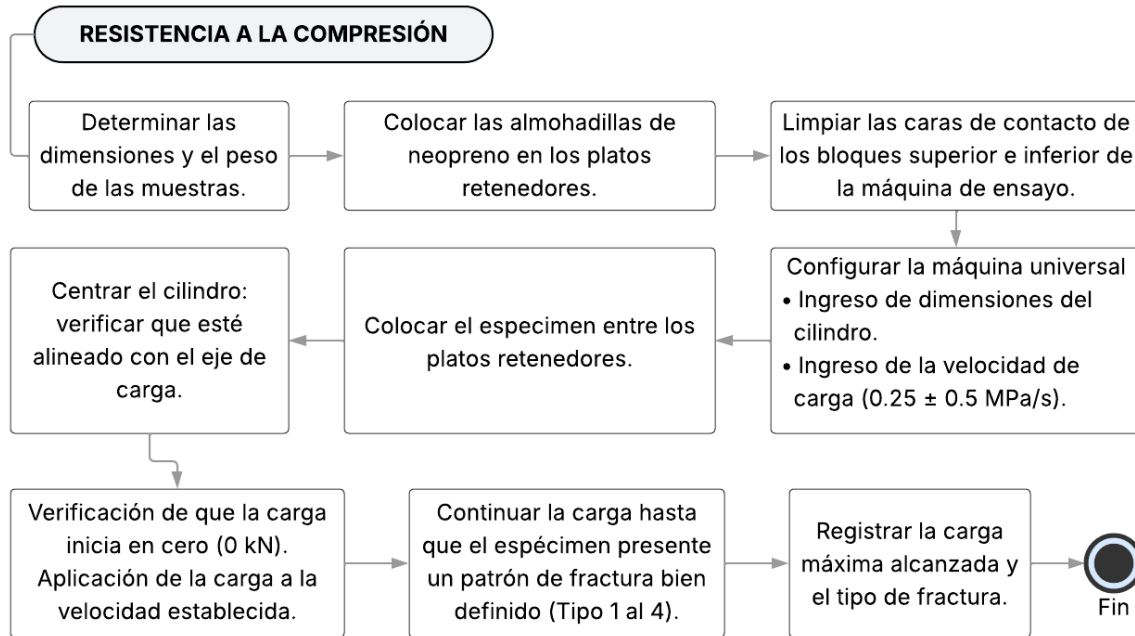 RESISTENCIA A LA COMPRESIÓN
Determinar las
dimensiones y el peso
de las muestras.
Colocar las almohadillas de
neopreno en los platos
retenedores.
Limpiar las caras de contacto de
los bloques superior e inferior de
la máquina de ensayo.
Configurar la máquina universal
• Ingreso de dimensiones del
cilindro.
• Ingreso de la velocidad de
carga (0.25 ± 0.5 MPa/s).
Colocar el especimen entre los
platos retenedores.
Centrar el cilindro:
verificar que esté
alineado con el eje de
carga.
Verificación de que la carga
inicia en cero (0 kN).
Aplicación de la carga a la
velocidad establecida.
Continuar la carga hasta
que el espécimen presente
un patrón de fractura bien
definido (Tipo 1 al 4).
Registrar la carga
máxima alcanzada y
el tipo de fractura.
Fin